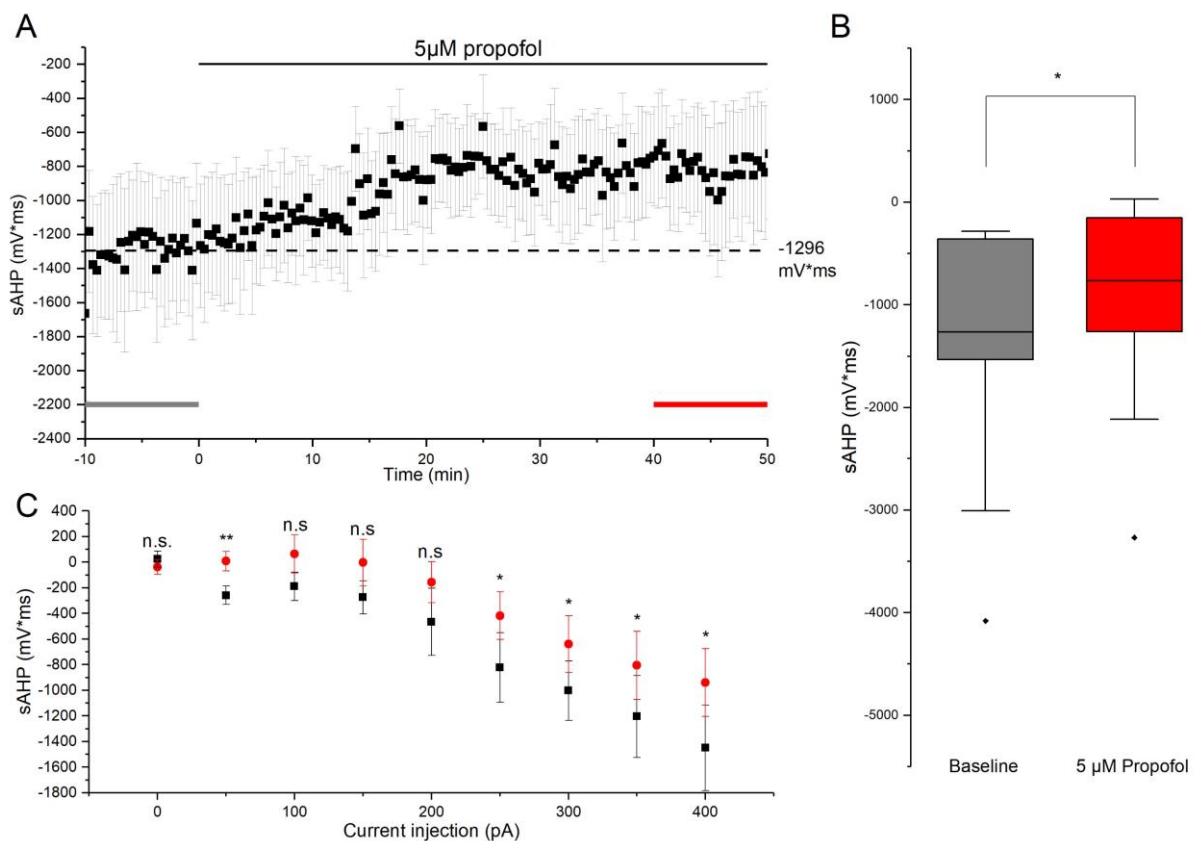 A
5µM propofol
-200
-400
-600
-800
-1000
-1200
-1400
-1600
-1800
-2000
-2200
-2400
sAHP (mV*ms)
-1296
mV*ms
-10 0 10 20 30 40 50
Time (min)
B
*
1000
0
-1000
-2000
-3000
-4000
-5000
sAHP (mV*ms)
Baseline 5 µM Propofol
C
400
200
0
-200
-400
-600
-800
-1000
-1200
-1400
-1600
-1800
sAHP (mV*ms)
n.s. ** n.s n.s n.s * * * *
0 100 200 300 400
Current injection (pA)